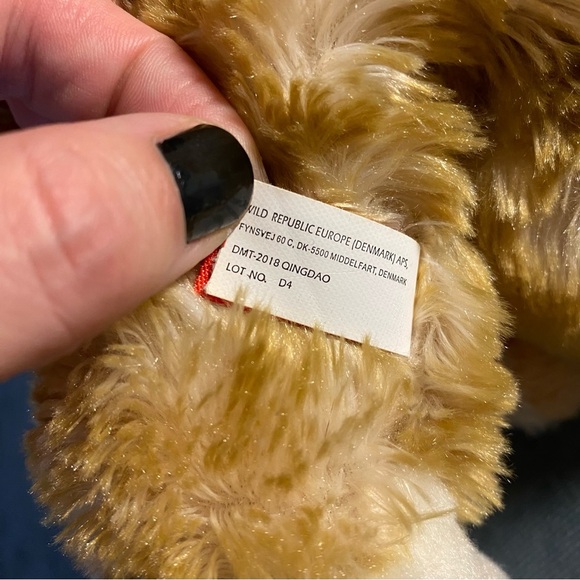 WILD REPUBLIC EUROPE (DENMARK) APS,
FYNSVEJ 60 C, DK-5500 MIDDELFART, DENMARK
DMT-2018 QINGDAO
LOT NO. D4